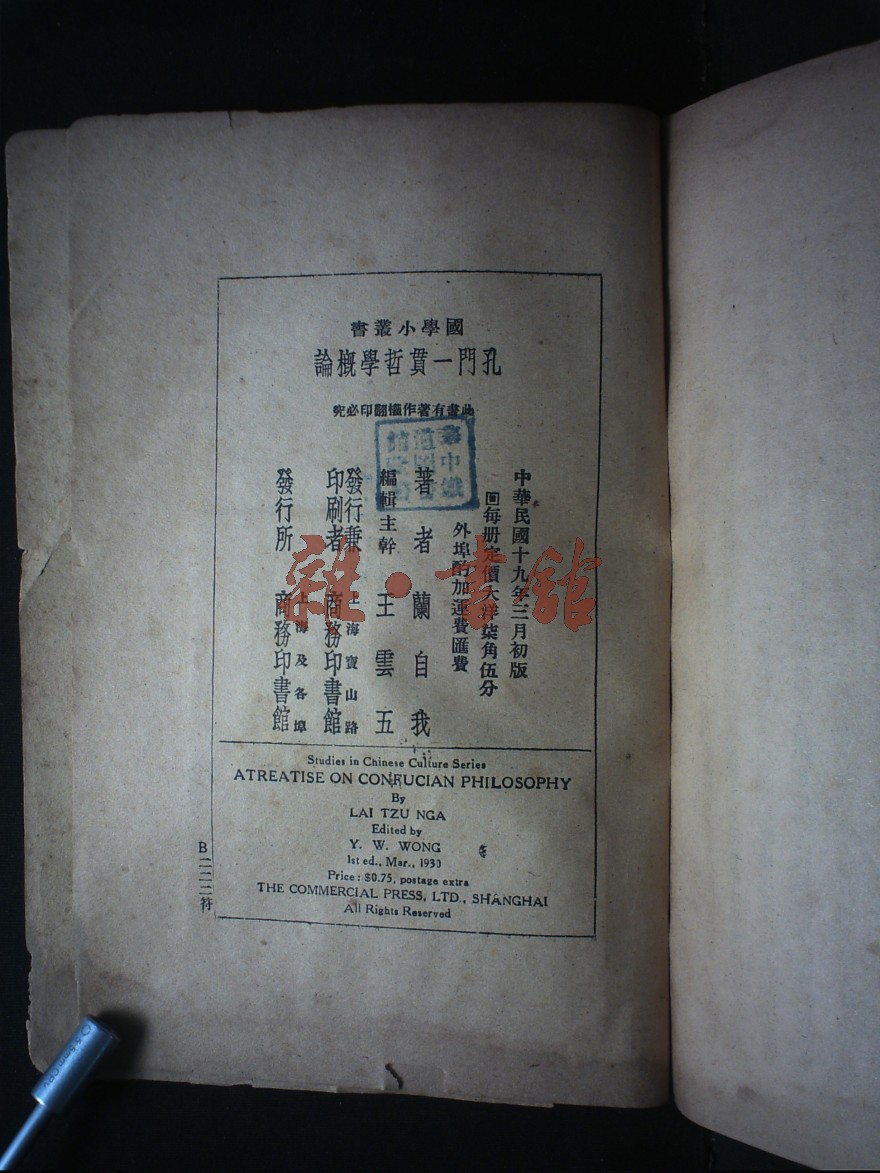 國學小叢書
孔門一貫哲學概論
此書有著作權翻印必究
中華民國十九年三月初版
回每册定價大洋柒角伍分
外埠酌加運費匯費
著者 蘭自我
編輯主幹 王雲五
發行兼印刷者 上海寶山路 商務印書館
發行所 上海及各埠 商務印書館
雜·書館
Studies in Chinese Culture Series
ATREATISE ON CONFUCIAN PHILOSOPHY
By
LAI TZU NGA
Edited by
Y. W. WONG
1st ed., Mar., 1930
Price: $0.75, postage extra
THE COMMERCIAL PRESS, LTD., SHANGHAI
All Rights Reserved
B二二二符